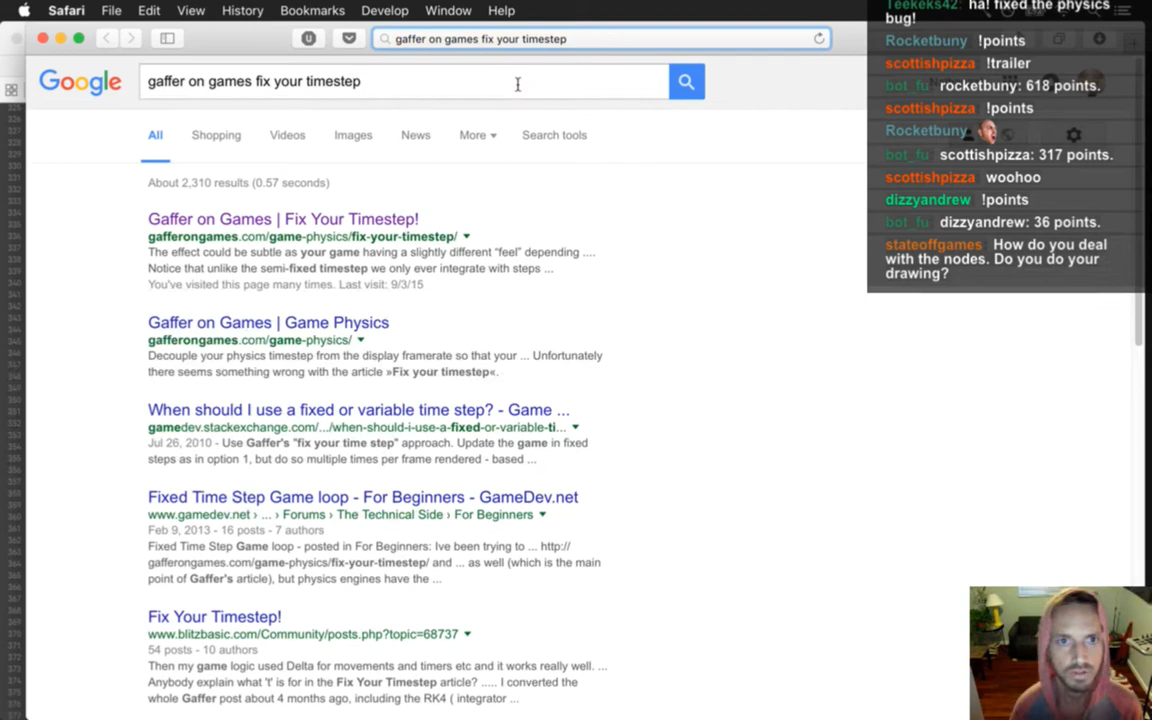 Safari File Edit View History Bookmarks Develop Window Help
gaffer on games fix your timestep
Google gaffer on games fix your timestep
All Shopping Videos Images News More Search tools
About 2,310 results (0.57 seconds)
Gaffer on Games | Fix Your Timestep!
gafferongames.com/game-physics/fix-your-timestep/
The effect could be subtle as your game having a slightly different “feel” depending ....
Notice that unlike the semi-fixed timestep we only ever integrate with steps ...
You've visited this page many times. Last visit: 9/3/15
Gaffer on Games | Game Physics
gafferongames.com/game-physics/
Decouple your physics timestep from the display framerate so that your ... Unfortunately
there seems something wrong with the article »Fix your timestep«.
When should I use a fixed or variable time step? - Game ...
gamedev.stackexchange.com/.../when-should-i-use-a-fixed-or-variable-ti...
Jul 26, 2010 - Use Gaffer's "fix your time step" approach. Update the game in fixed
steps as in option 1, but do so multiple times per frame rendered - based ...
Fixed Time Step Game loop - For Beginners - GameDev.net
www.gamedev.net › ... › Forums › The Technical Side › For Beginners
Feb 9, 2013 - 16 posts - 7 authors
Fixed Time Step Game loop - posted in For Beginners: Ive been trying to ... http://
gafferongames.com/game-physics/fix-your-timestep/ and ... as well (which is the main
point of Gaffer's article), but physics engines have the ...
Fix Your Timestep!
www.blitzbasic.com/Community/posts.php?topic=68737
54 posts - 10 authors
Then my game logic used Delta for movements and timers etc and it works really well. ...
Anybody explain what 't' is for in the Fix Your Timestep article? ..... I converted the
whole Gaffer post about 4 months ago, including the RK4 ( integrator ...
Teekeks42: ha! fixed the physics
bug!
Rocketbuny !points
scottishpizza !trailer
bot_fu rocketbuny: 618 points.
scottishpizza !points
Rocketbuny
bot_fu scottishpizza: 317 points.
scottishpizza woohoo
dizzyandrew !points
bot_fu dizzyandrew: 36 points.
stateoffgames How do you deal
with the nodes. Do you do your
drawing?